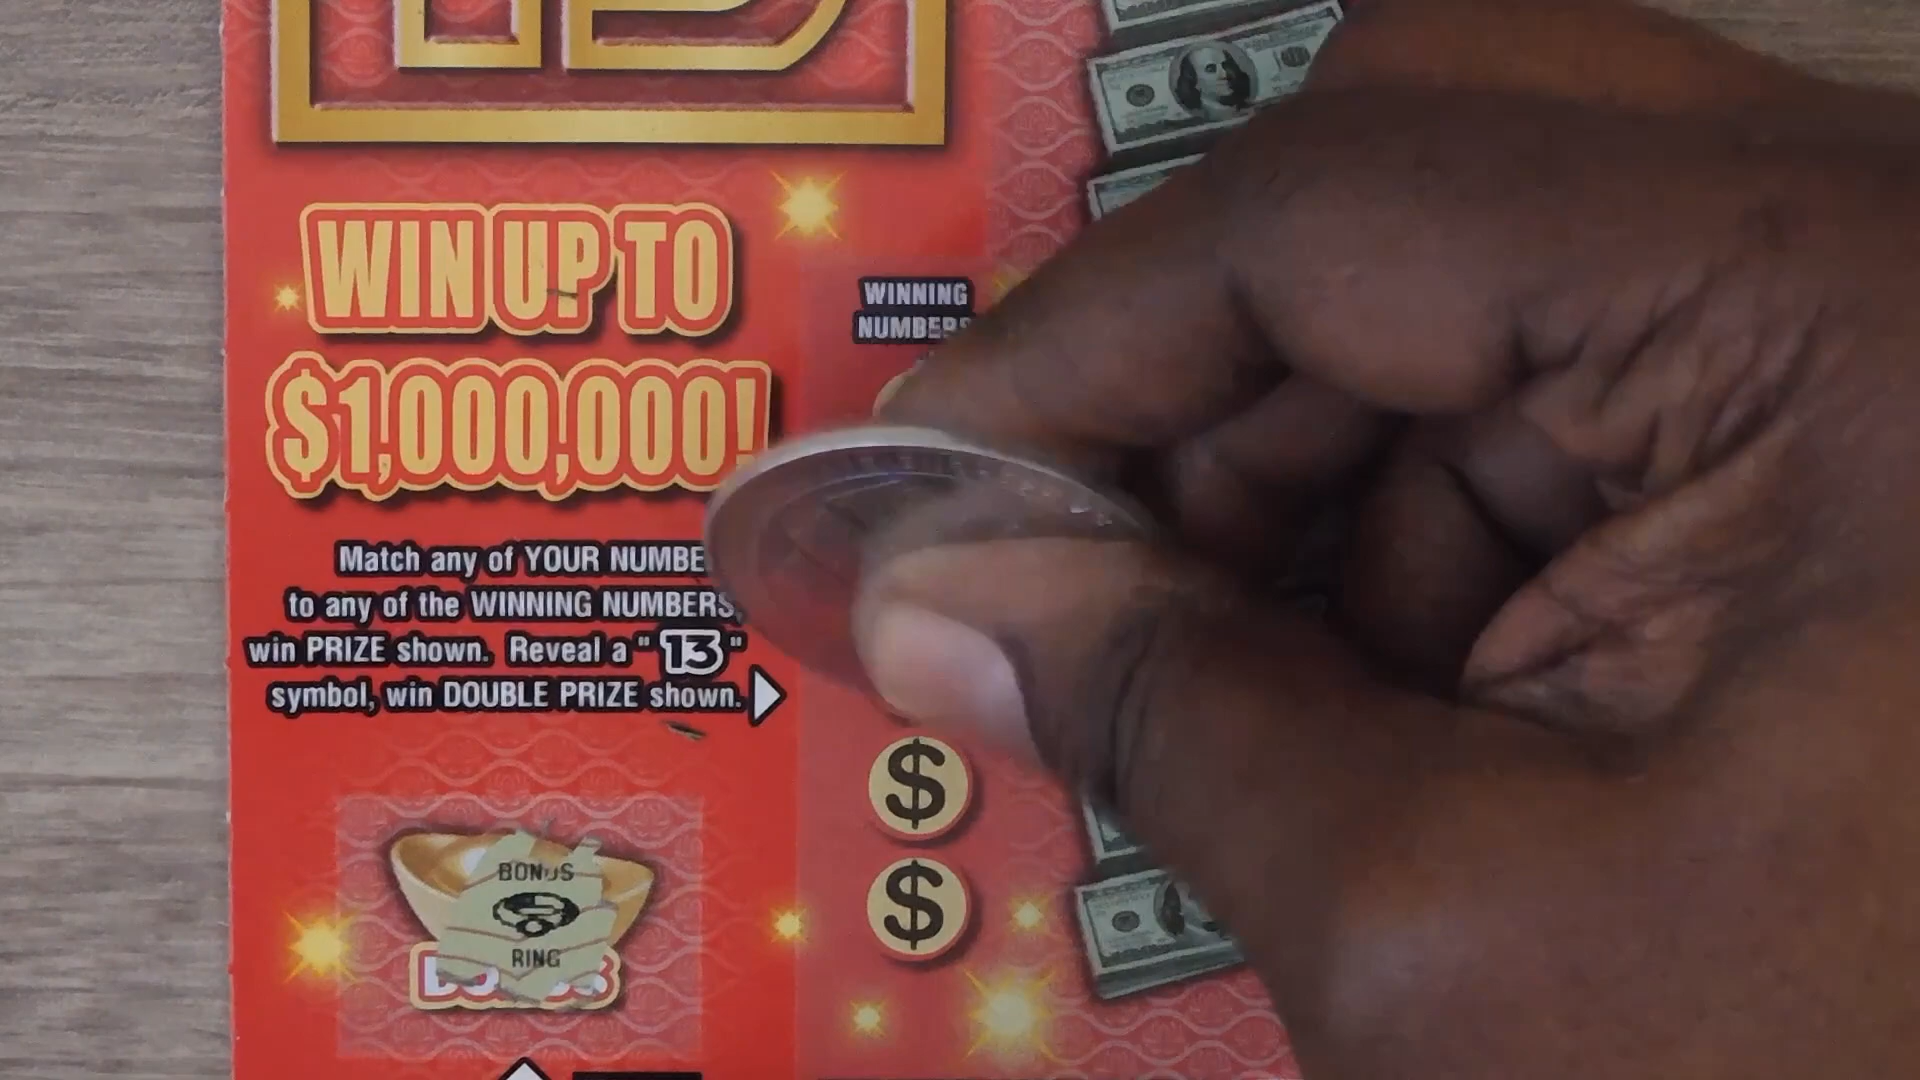 WIN UP TO
$1,000,000!
WINNING
NUMBERS
Match any of YOUR NUMBE
to any of the WINNING NUMBERS,
win PRIZE shown. Reveal a "13"
symbol, win DOUBLE PRIZE shown.
$
$
BONUS
RING